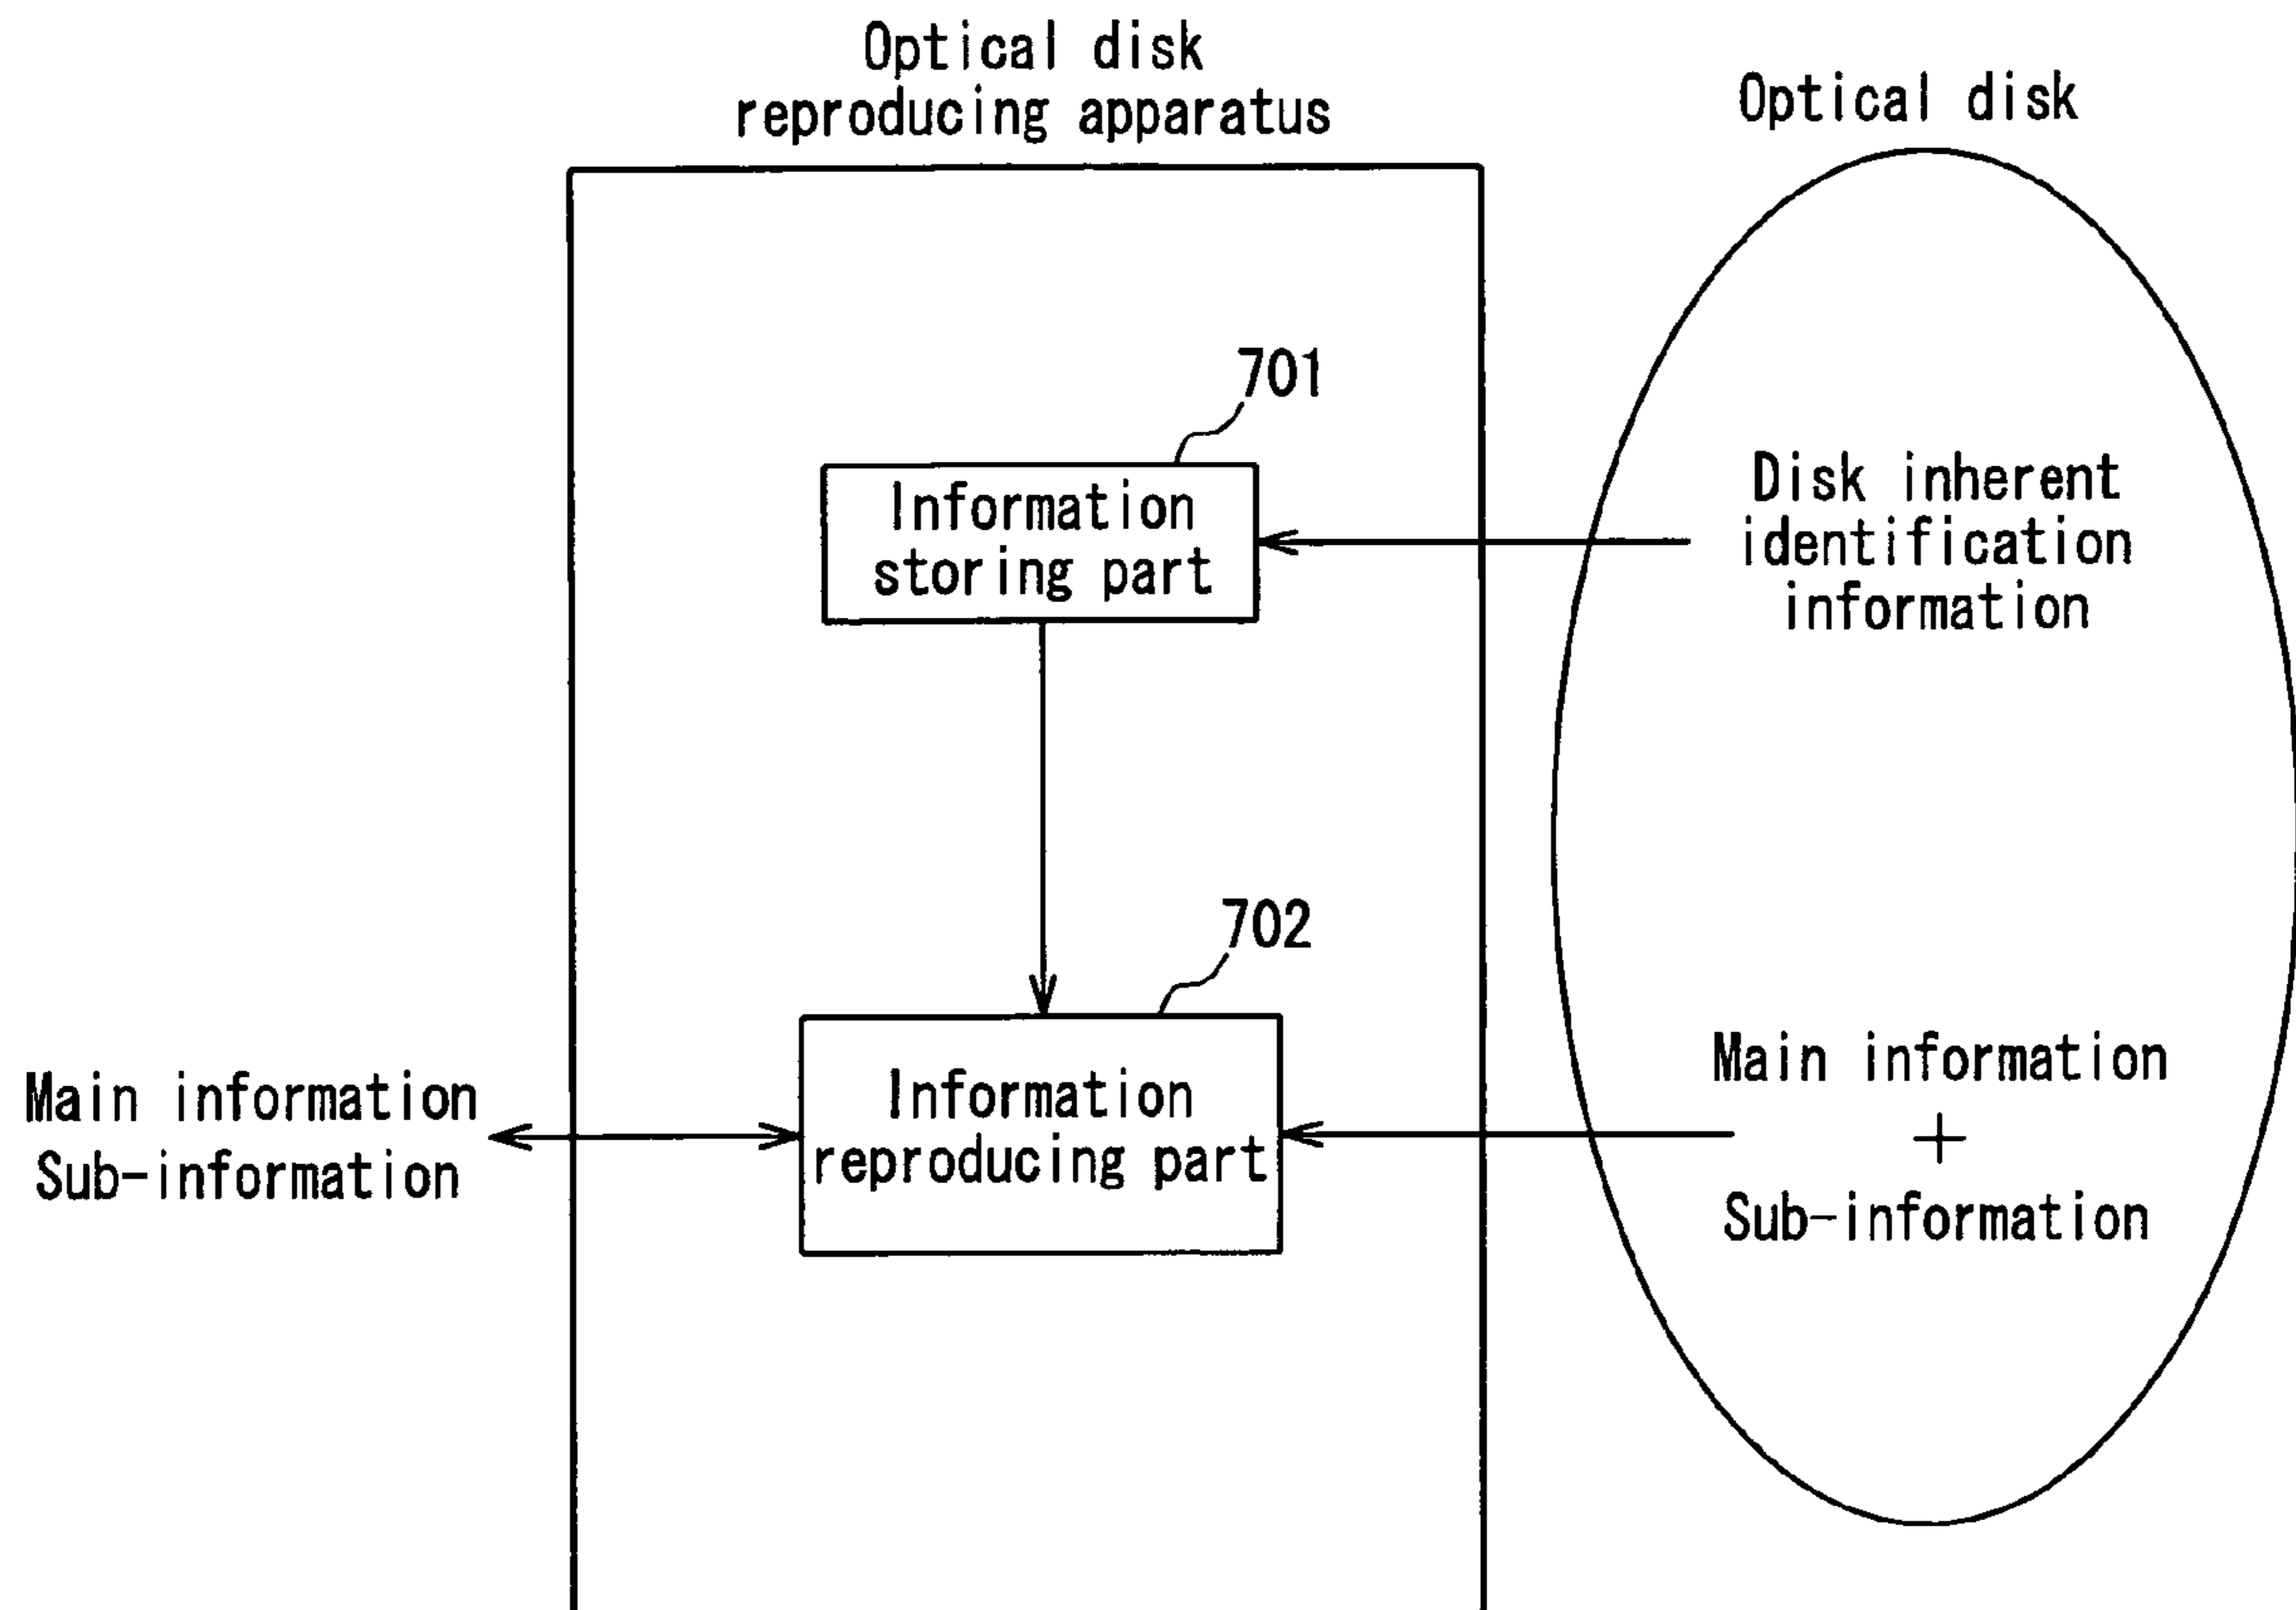 Optical disk
reproducing apparatus
Optical disk
701
Information
storing part
Disk inherent
identification
information
702
Information
reproducing part
Main information
Sub-information
Main information
+
Sub-information